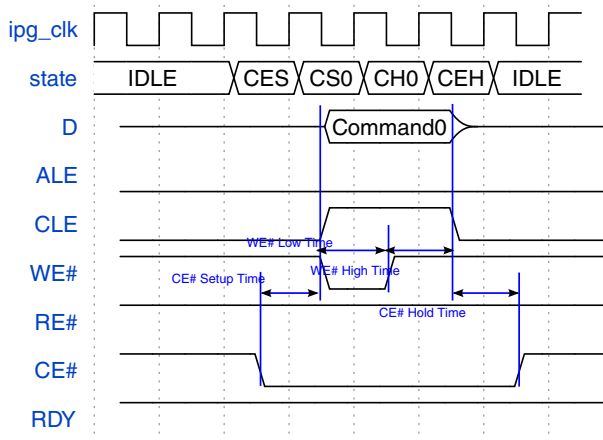 ipg_clk
state IDLE CES CS0 CH0 CEH IDLE
D Command0
ALE
CLE
WE# Low Time
WE# WE# High Time
CE# Setup Time
RE# CE# Hold Time
CE#
RDY